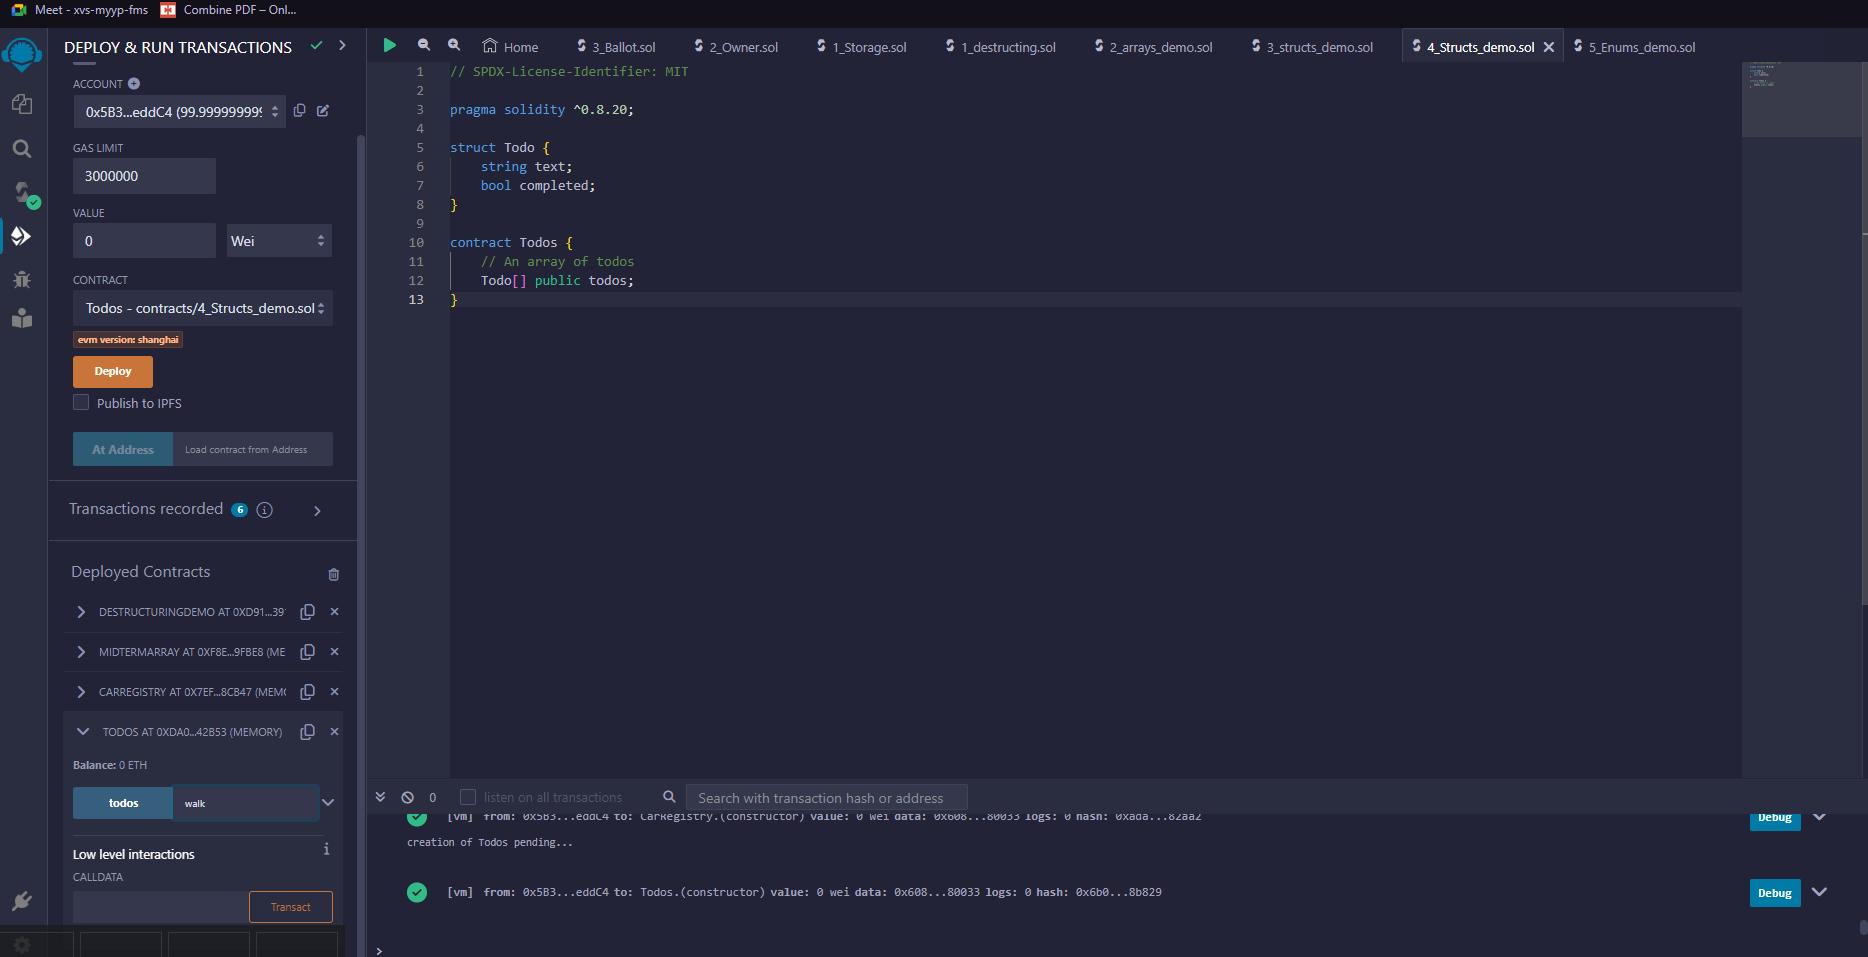 Meet - xvs-myyp-fms
Combine PDF – Onl...
DEPLOY & RUN TRANSACTIONS
ACCOUNT
0x5B3...eddC4 (99.999999999
GAS LIMIT
3000000
VALUE
0
Wei
CONTRACT
Todos - contracts/4_Structs_demo.sol
evm version: shanghai
Deploy
Publish to IPFS
At Address
Load contract from Address
Transactions recorded 6 i
Deployed Contracts
DESTRUCTURINGDEMO AT 0XD91...39
MIDTERMARRAY AT 0XF8E...9FBE8 (ME
CARREGISTRY AT 0X7EF...8CB47 (MEM
TODOS AT 0XDA0...42B53 (MEMORY)
Balance: 0 ETH
todos
walk
Low level interactions
i
CALLDATA
Transact
Home
3_Ballot.sol
2_Owner.sol
1_Storage.sol
1_destructing.sol
2_arrays_demo.sol
3_structs_demo.sol
4_Structs_demo.sol
5_Enums_demo.sol
1 // SPDX-License-Identifier: MIT
2
3 pragma solidity ^0.8.20;
4
5 struct Todo {
6 string text;
7 bool completed;
8 }
9
10 contract Todos {
11 // An array of todos
12 Todo[] public todos;
13 }
0
listen on all transactions
Search with transaction hash or address
[vm] from: 0x5B3...eddC4 to: CarRegistry.(constructor) value: 0 wei data: 0x608...80033 logs: 0 hash: 0xada...82aa2
Debug
creation of Todos pending...
[vm] from: 0x5B3...eddC4 to: Todos.(constructor) value: 0 wei data: 0x608...80033 logs: 0 hash: 0x6b0...8b829
Debug
>